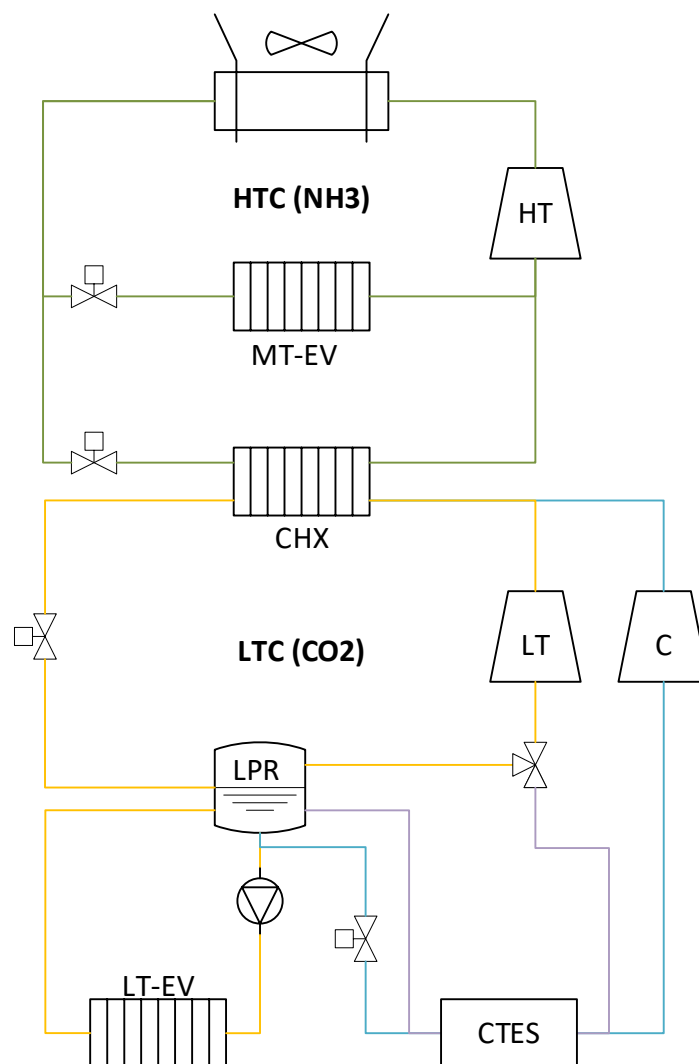 HTC (NH3)
HT
MT-EV
CHX
LTC (CO2)
LT
C
LPR
LT-EV
CTES